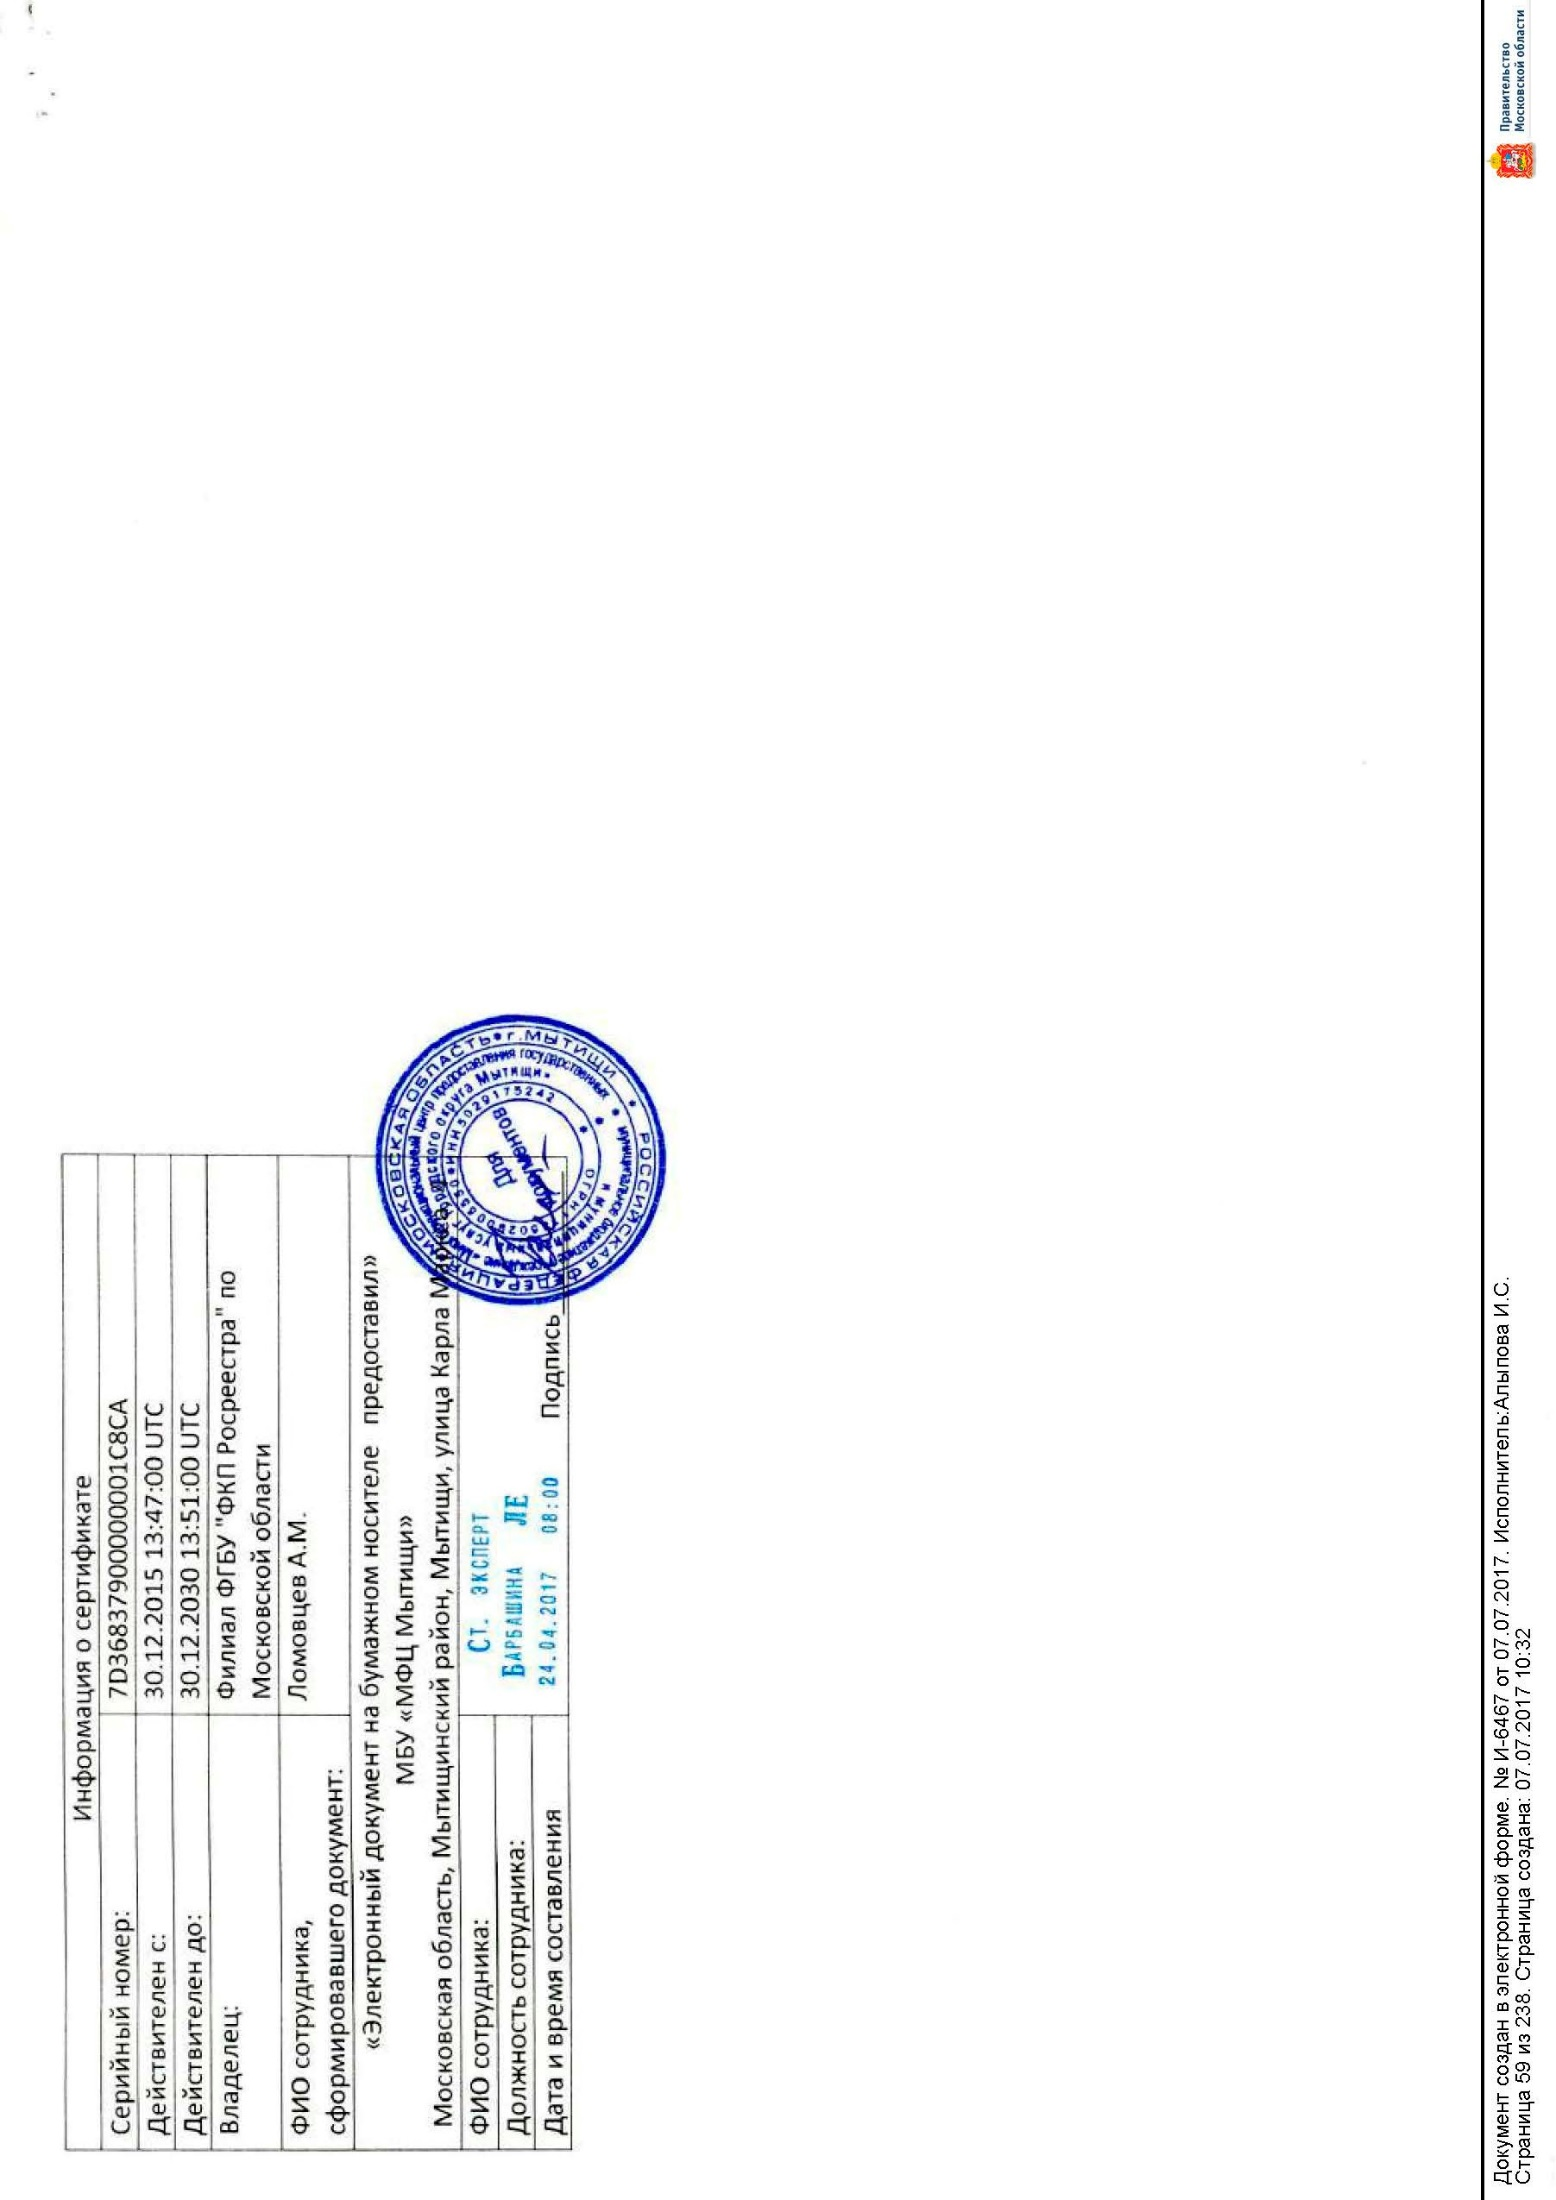 Информация о сертификате
Серийный номер: 7D36837900000001C8CA
Действителен с: 30.12.2015 13:47:00 UTC
Действителен до: 30.12.2030 13:51:00 UTC
Владелец: Филиал ФГБУ "ФКП Росреестра" по
Московской области
ФИО сотрудника, Ломовцев А.М.
сформировавшего документ:
«Электронный документ на бумажном носителе предоставил»
МБУ «МФЦ Мытищи»
Московская область, Мытищинский район, Мытищи, улица Карла
ФИО сотрудника: Ст. эксперт
Должность сотрудника: Барбашина ЛЕ
Дата и время составления 24.04.2017 08:00 Подпись
РОССИЙСКАЯ ФЕДЕРАЦИЯ МОСКОВСКАЯ ОБЛАСТЬ г. МЫТИЩИ
ИНН 5029175242
Для
документов
Документ создан в электронной форме. № И-6467 от 07.07.2017. Исполнитель:Алыпова И.С.
Страница 59 из 238. Страница создана: 07.07.2017 10:32
Правительство
Московской области